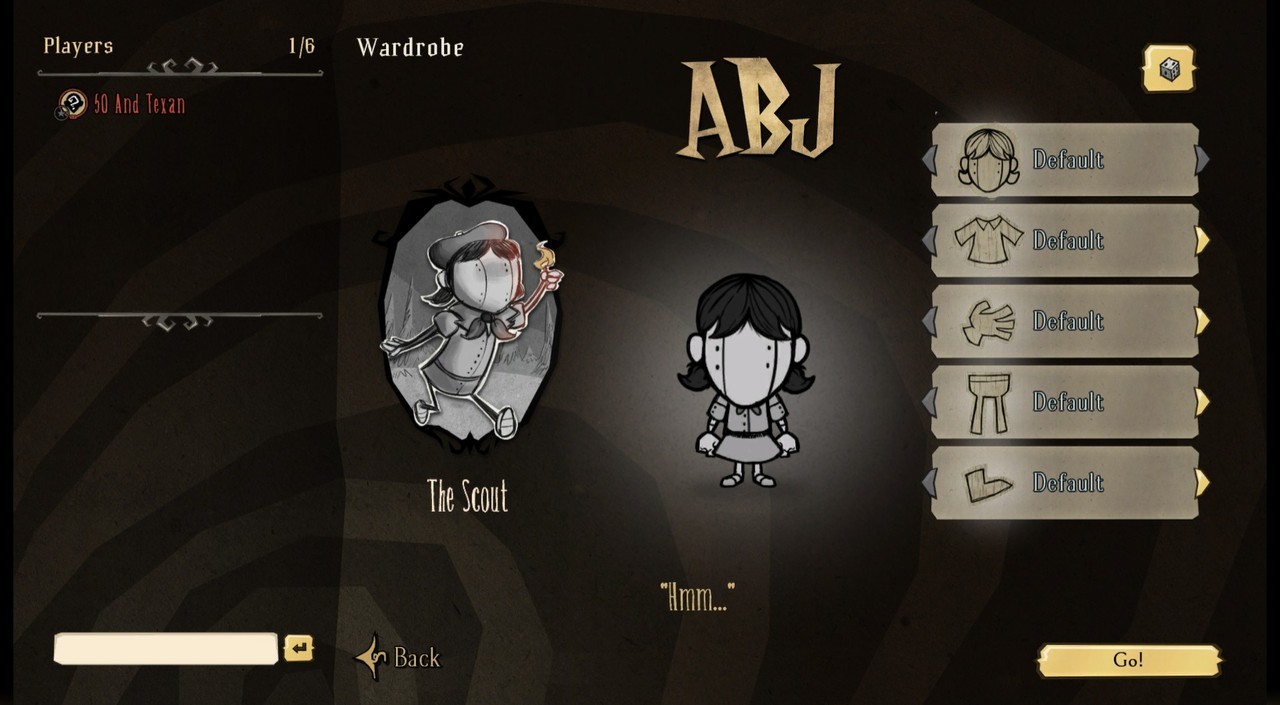 Players 1/6
50 And Texan
Wardrobe
ABJ
The Scout
"Hmm..."
Default
Default
Default
Default
Default
Back
Go!